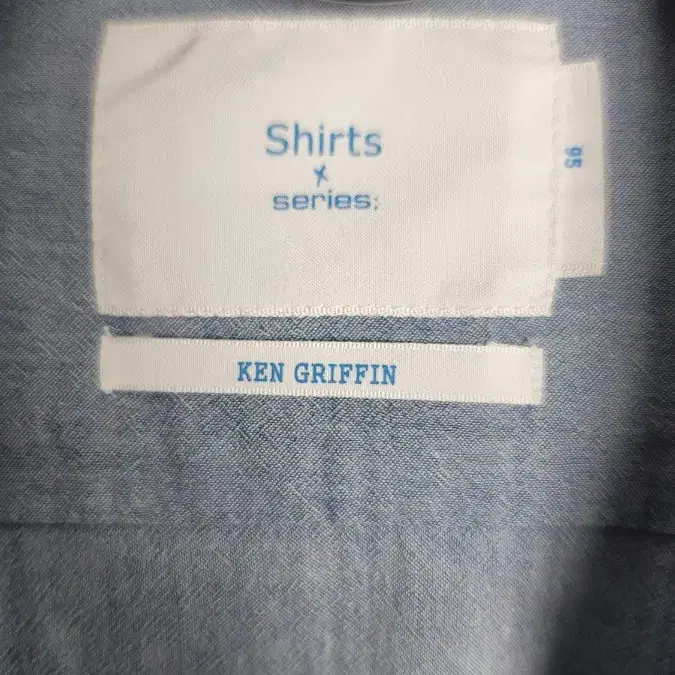 Shirts
x
series:
95
KEN GRIFFIN